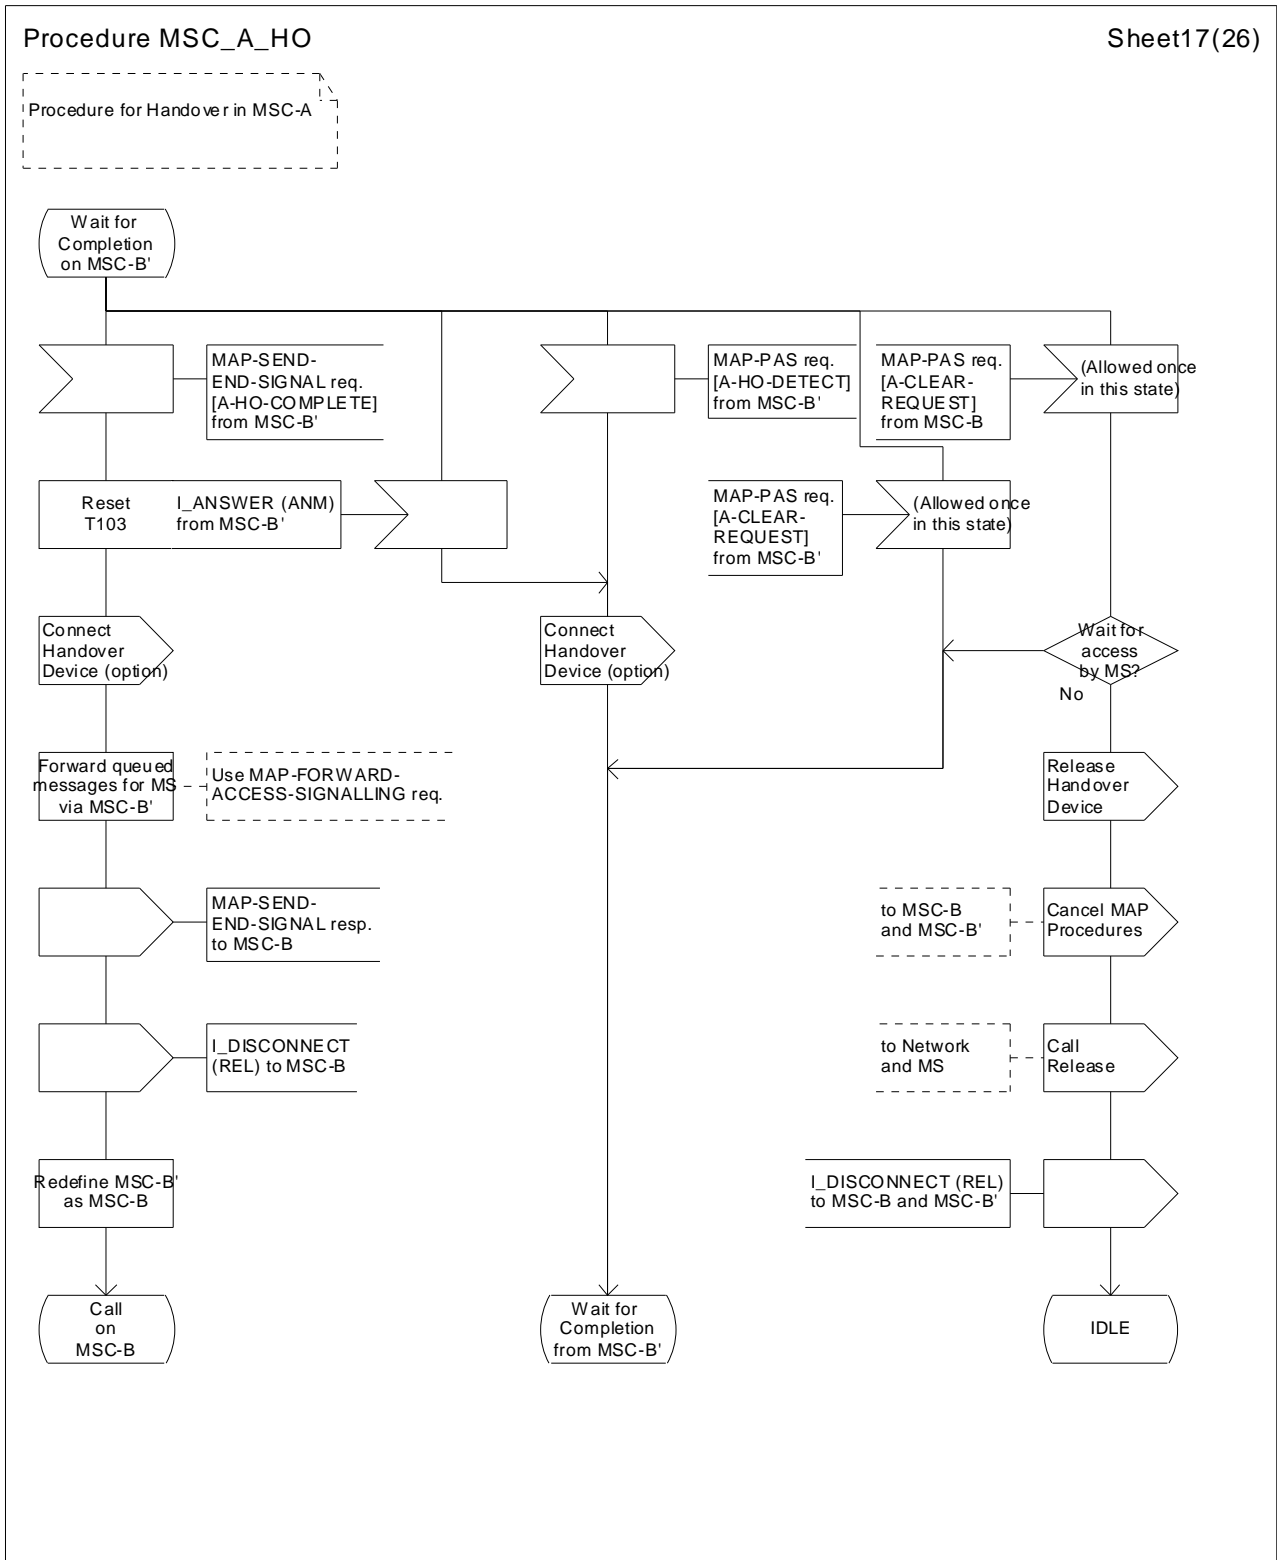 Procedure MSC_A_HO
Sheet17(26)
Procedure for Handover in MSC-A
Wait for
Completion
on MSC-B'
MAP-SEND-
END-SIGNAL req.
[A-HO-COMPLETE]
from MSC-B'
MAP-PAS req.
[A-HO-DETECT]
from MSC-B'
MAP-PAS req.
[A-CLEAR-
REQUEST]
from MSC-B
(Allowed once
in this state)
Reset
T103
I_ANSWER (ANM)
from MSC-B'
MAP-PAS req.
[A-CLEAR-
REQUEST]
from MSC-B'
(Allowed once
in this state)
Connect
Handover
Device (option)
Connect
Handover
Device (option)
Wait for
access
by MS?
No
Forward queued
messages for MS
via MSC-B'
Use MAP-FORWARD-
ACCESS-SIGNALLING req.
Release
Handover
Device
MAP-SEND-
END-SIGNAL resp.
to MSC-B
to MSC-B
and MSC-B'
Cancel MAP
Procedures
I_DISCONNECT
(REL) to MSC-B
to Network
and MS
Call
Release
Redefine MSC-B'
as MSC-B
I_DISCONNECT (REL)
to MSC-B and MSC-B'
Call
on
MSC-B
Wait for
Completion
from MSC-B'
IDLE